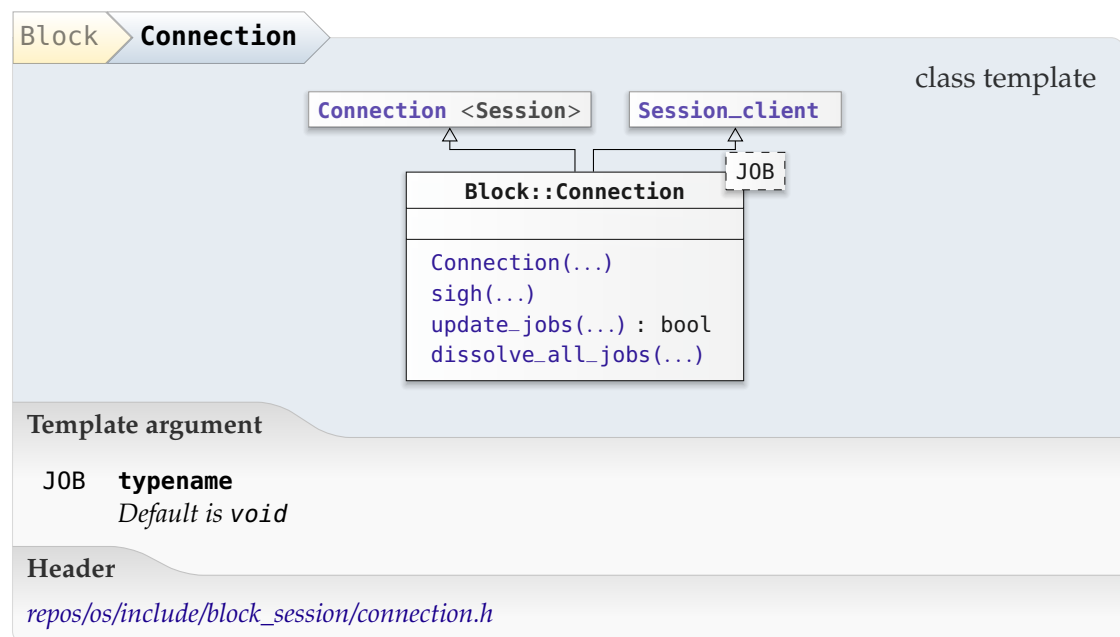 Block Connection
class template
Connection <Session> Session_client
JOB
Block::Connection
Connection(...)
sigh(...)
update_jobs(...) : bool
dissolve_all_jobs(...)
Template argument
JOB typename
Default is void
Header
repos/os/include/block_session/connection.h